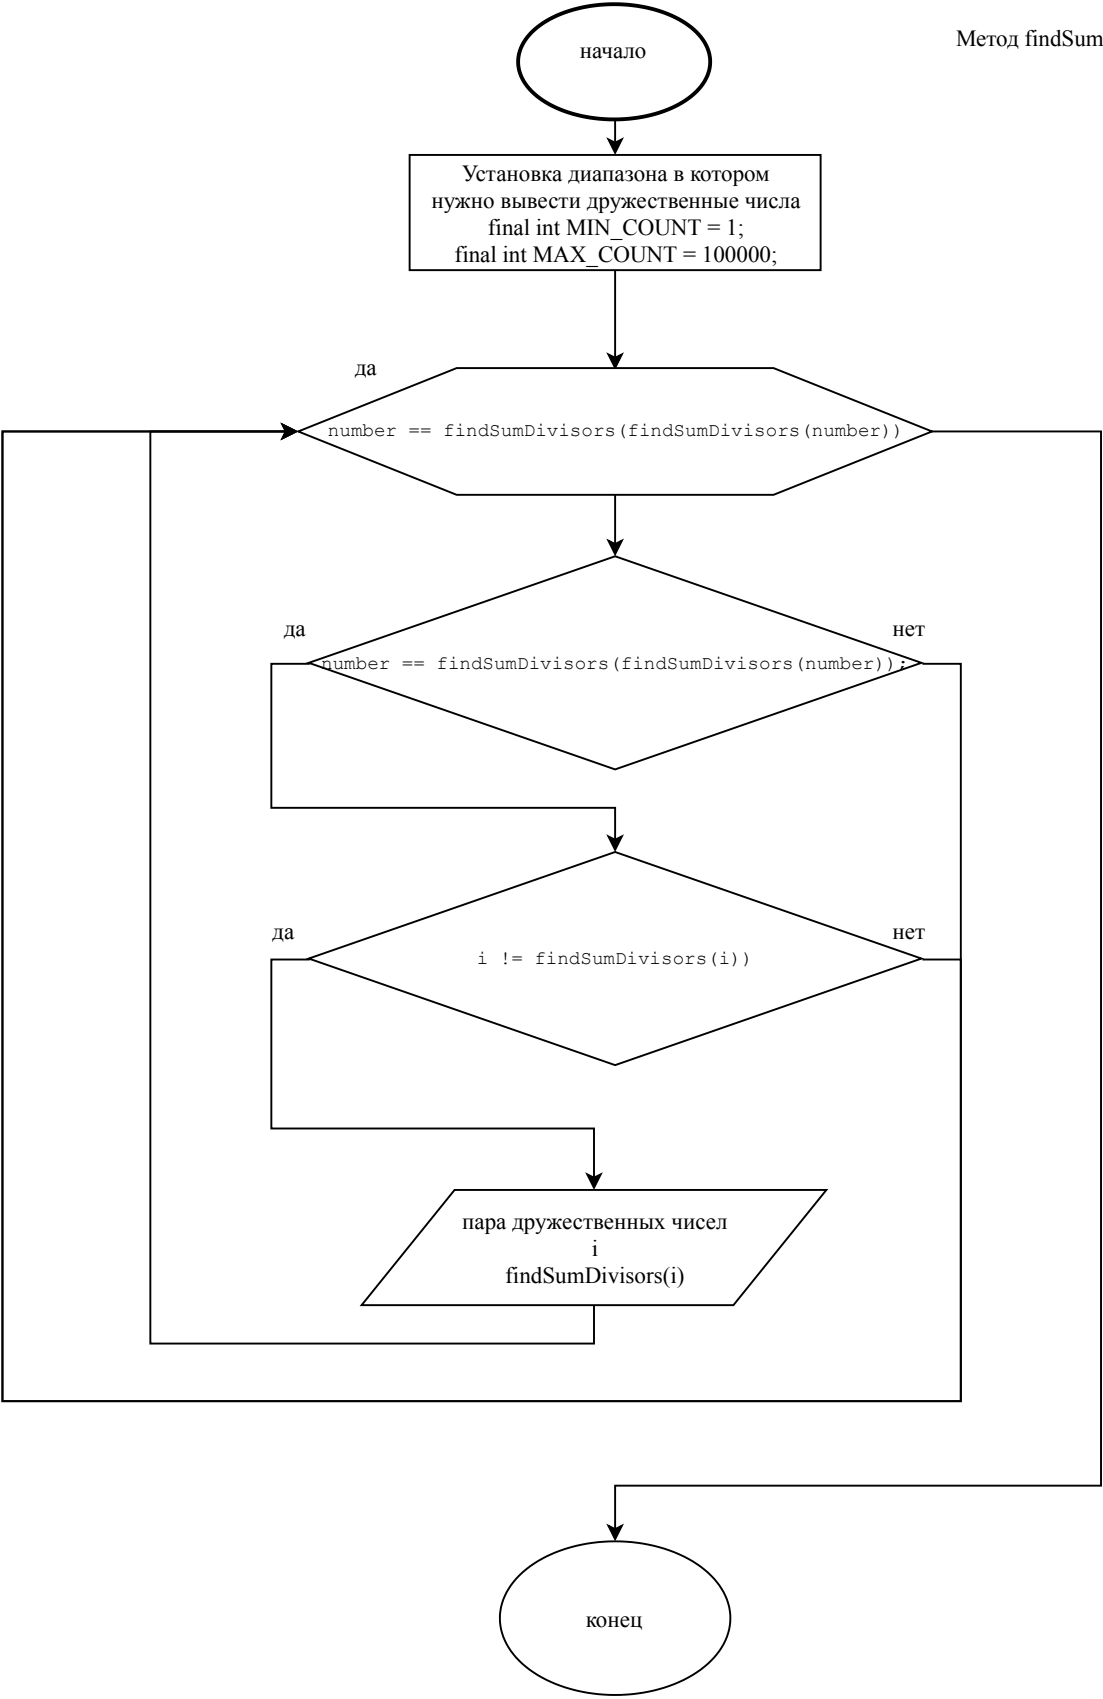 начало
Метод findSum
Установка диапазона в котором
нужно вывести дружественные числа
final int MIN_COUNT = 1;
final int MAX_COUNT = 100000;
да
number == findSumDivisors(findSumDivisors(number))
да
нет
number == findSumDivisors(findSumDivisors(number));
да
нет
i != findSumDivisors(i))
пара дружественных чисел
i
findSumDivisors(i)
конец